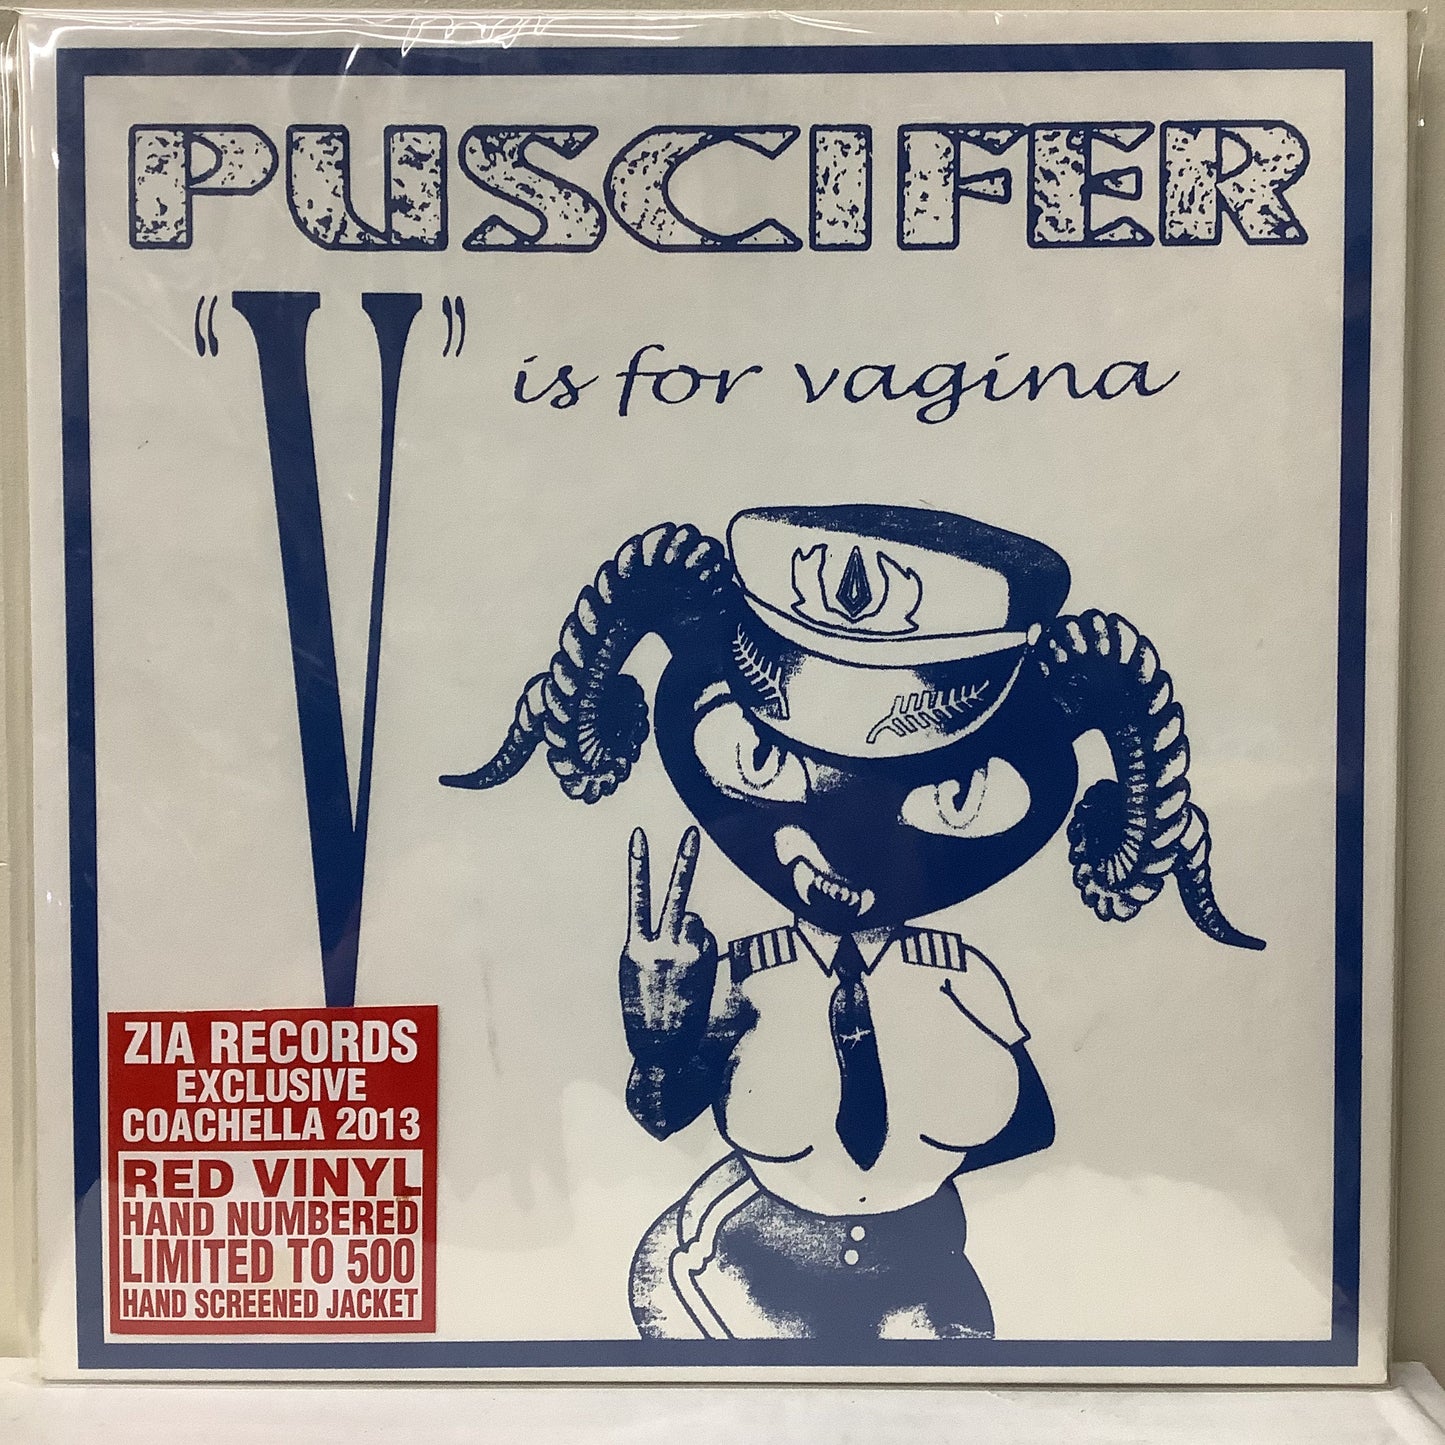 PUSCIFER
"V" is for vagina
ZIA RECORDS
EXCLUSIVE
COACHELLA 2013
RED VINYL
HAND NUMBERED
LIMITED TO 500
HAND SCREENED JACKET